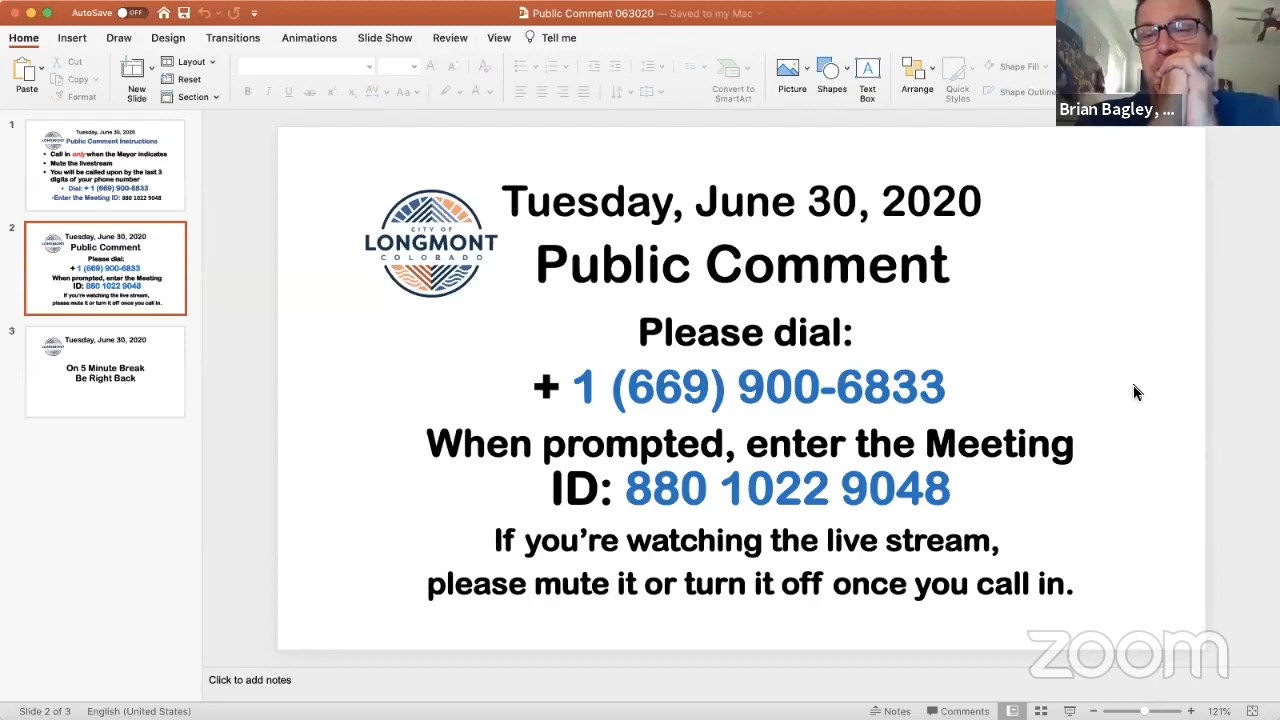 AutoSave OFF
Public Comment 063020 — Saved to my Mac
Home Insert Draw Design Transitions Animations Slide Show Review View Tell me
Paste
Cut
Copy
Format
New
Slide
Layout
Reset
Section
Convert to
SmartArt
Picture
Shapes
Text
Box
Arrange
Quick
Styles
Shape Fill
Shape Outline
Brian Bagley, ...
1
Tuesday, June 30, 2020
Public Comment Instructions
• Call in only when the Mayor indicates
• Mute the livestream
• You will be called upon by the last 3
digits of your phone number
• Dial: + 1 (669) 900-6833
•Enter the Meeting ID: 880 1022 9048
2
Tuesday, June 30, 2020
Public Comment
Please dial:
+ 1 (669) 900-6833
When prompted, enter the Meeting
ID: 880 1022 9048
If you're watching the live stream,
please mute it or turn it off once you call in.
3
Tuesday, June 30, 2020
On 5 Minute Break
Be Right Back
CITY OF
LONGMONT
COLORADO
Tuesday, June 30, 2020
Public Comment
Please dial:
+ 1 (669) 900-6833
When prompted, enter the Meeting
ID: 880 1022 9048
If you’re watching the live stream,
please mute it or turn it off once you call in.
zoom
Click to add notes
Slide 2 of 3 English (United States)
Notes Comments 121%